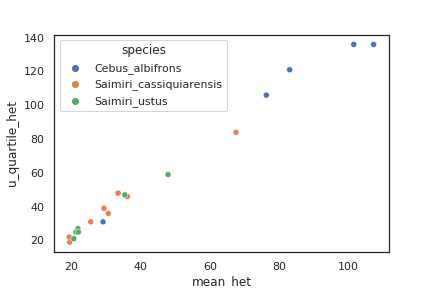 species
Cebus_albifrons
Saimiri_cassiquiarensis
Saimiri_ustus
u_quartile_het
140
120
100
80
60
40
20
20 40 60 80 100
mean_het